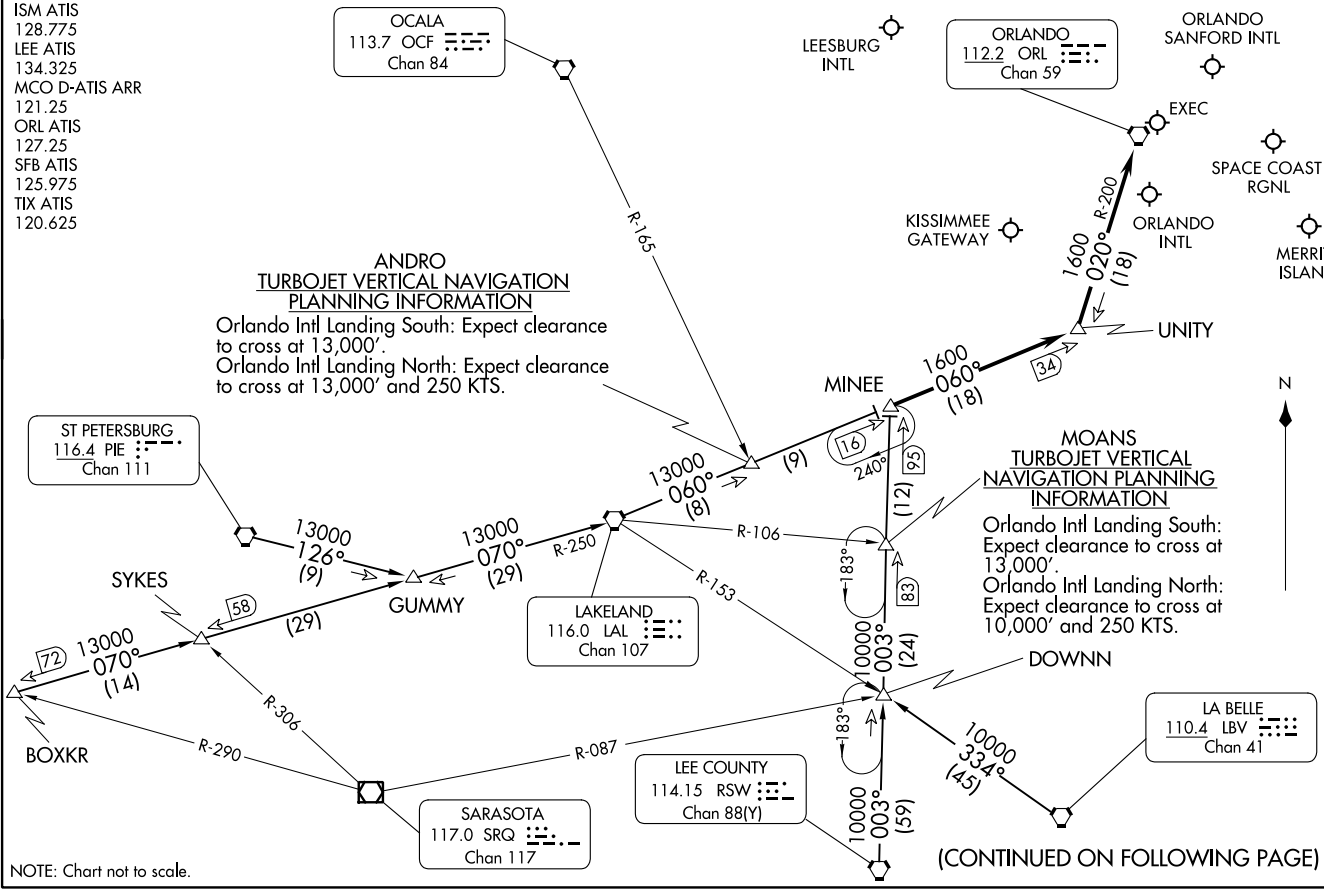 ISM ATIS
128.775
LEE ATIS
134.325
MCO D-ATIS ARR
121.25
ORL ATIS
127.25
SFB ATIS
125.975
TIX ATIS
120.625
OCALA
113.7 OCF
Chan 84
LEESBURG
INTL
ORLANDO
112.2 ORL
Chan 59
ORLANDO
SANFORD INTL
EXEC
SPACE COAST
RGNL
R-200
KISSIMMEE
GATEWAY
ORLANDO
INTL
MERRI
ISLAN
1600
020°
(18)
R-165
ANDRO
TURBOJET VERTICAL NAVIGATION
PLANNING INFORMATION
Orlando Intl Landing South: Expect clearance
to cross at 13,000'.
Orlando Intl Landing North: Expect clearance
to cross at 13,000' and 250 KTS.
UNITY
1600
060°
(18)
34
MINEE
N
ST PETERSBURG
116.4 PIE
Chan 111
13000
060°
(8)
(9)
16
240°
95
(12)
MOANS
TURBOJET VERTICAL
NAVIGATION PLANNING
INFORMATION
Orlando Intl Landing South:
Expect clearance to cross at
13,000'.
Orlando Intl Landing North:
Expect clearance to cross at
10,000' and 250 KTS.
13000
126°
(9)
13000
070°
(29)
R-250
R-106
R-153
183°
83
SYKES
GUMMY
58
(29)
LAKELAND
116.0 LAL
Chan 107
10000
003°
(24)
DOWNN
72
13000
070°
(14)
BOXKR
R-306
R-290
R-087
183°
LA BELLE
110.4 LBV
Chan 41
10000
334°
(45)
LEE COUNTY
114.15 RSW
Chan 88(Y)
10000
003°
(59)
SARASOTA
117.0 SRQ
Chan 117
NOTE: Chart not to scale.
(CONTINUED ON FOLLOWING PAGE)